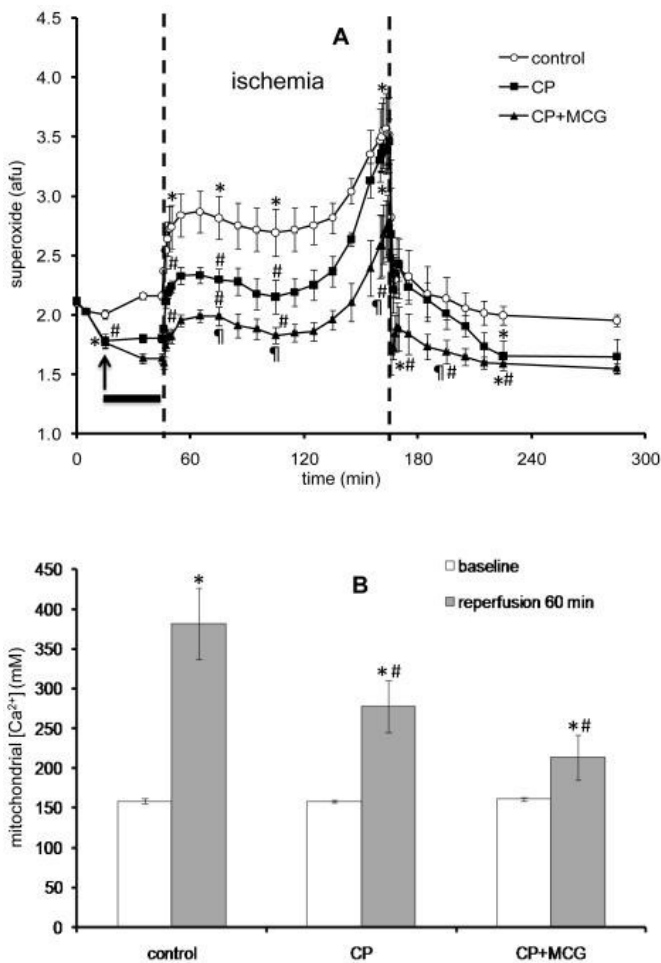 A
ischemia
control
CP
CP+MCG
superoxide (afu)
4.5
4.0
3.5
3.0
2.5
2.0
1.5
1.0
* * * * *
# # # # # # #
¶ ¶ ¶ # *# ¶ # *# *
0 60 120 180 240 300
time (min)
B
baseline
reperfusion 60 min
mitochondrial [Ca²⁺] (mM)
450
400
350
300
250
200
150
100
50
0
*
*#
*#
control CP CP+MCG